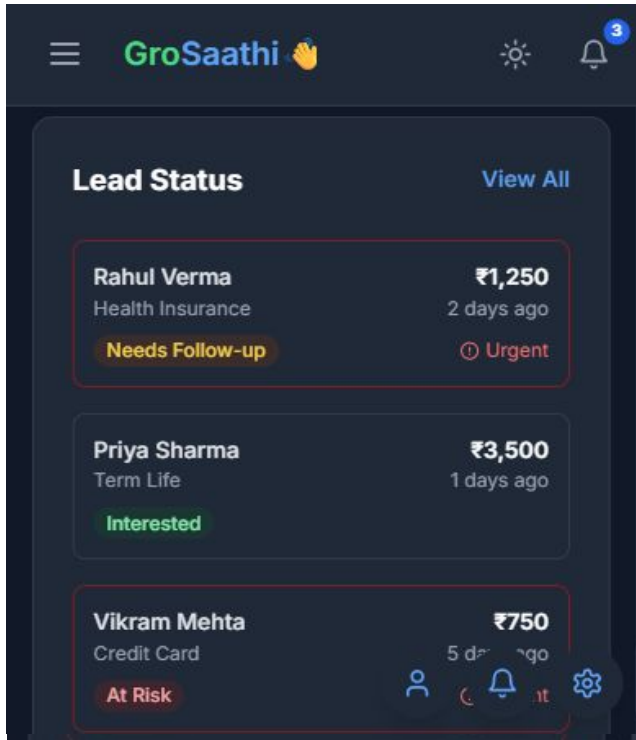 GroSaathi👋
3
Lead Status
View All
Rahul Verma
₹1,250
Health Insurance
2 days ago
Needs Follow-up
Urgent
Priya Sharma
₹3,500
Term Life
1 days ago
Interested
Vikram Mehta
₹750
Credit Card
5
At Risk